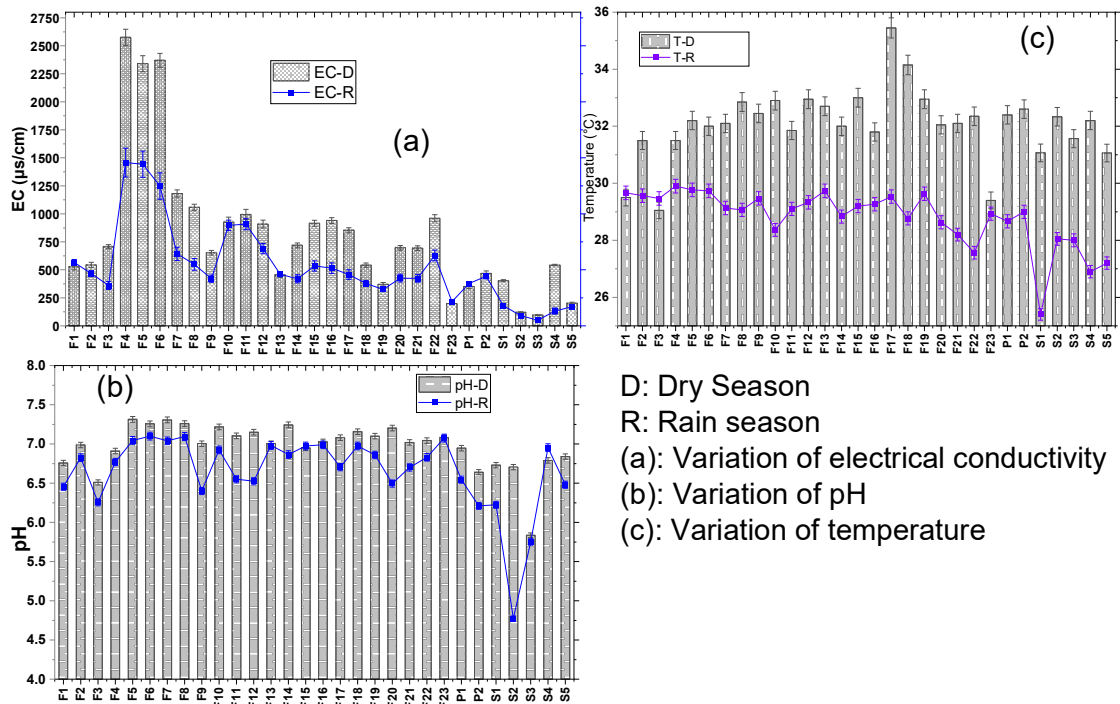 2750
2500
2250
2000
1750
1500
1250
1000
750
500
250
0
EC (µs/cm)
EC-D
EC-R
(a)
F1 F2 F3 F4 F5 F6 F7 F8 F9 F10 F11 F12 F13 F14 F15 F16 F17 F18 F19 F20 F21 F22 F23 P1 P2 S1 S2 S3 S4 S5
36
34
32
30
28
26
Temperature (°C)
T-D
T-R
(c)
F1 F2 F3 F4 F5 F6 F7 F8 F9 F10 F11 F12 F13 F14 F15 F16 F17 F18 F19 F20 F21 F22 F23 P1 P2 S1 S2 S3 S4 S5
(b)
pH-D
pH-R
8.0
7.5
7.0
6.5
6.0
5.5
5.0
4.5
4.0
pH
F1 F2 F3 F4 F5 F6 F7 F8 F9 F10 F11 F12 F13 F14 F15 F16 F17 F18 F19 F20 F21 F22 F23 P1 P2 S1 S2 S3 S4 S5
D: Dry Season
R: Rain season
(a): Variation of electrical conductivity
(b): Variation of pH
(c): Variation of temperature